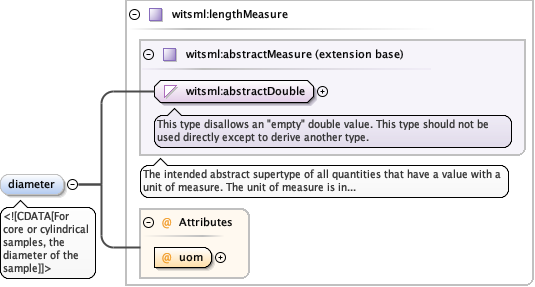 witsml:lengthMeasure
witsml:abstractMeasure (extension base)
witsml:abstractDouble
This type disallows an "empty" double value. This type should not be
used directly except to derive another type.
The intended abstract supertype of all quantities that have a value with a
unit of measure. The unit of measure is in...
diameter
<![CDATA[For
core or cylindrical
samples, the
diameter of the
sample]]>
@ Attributes
@ uom